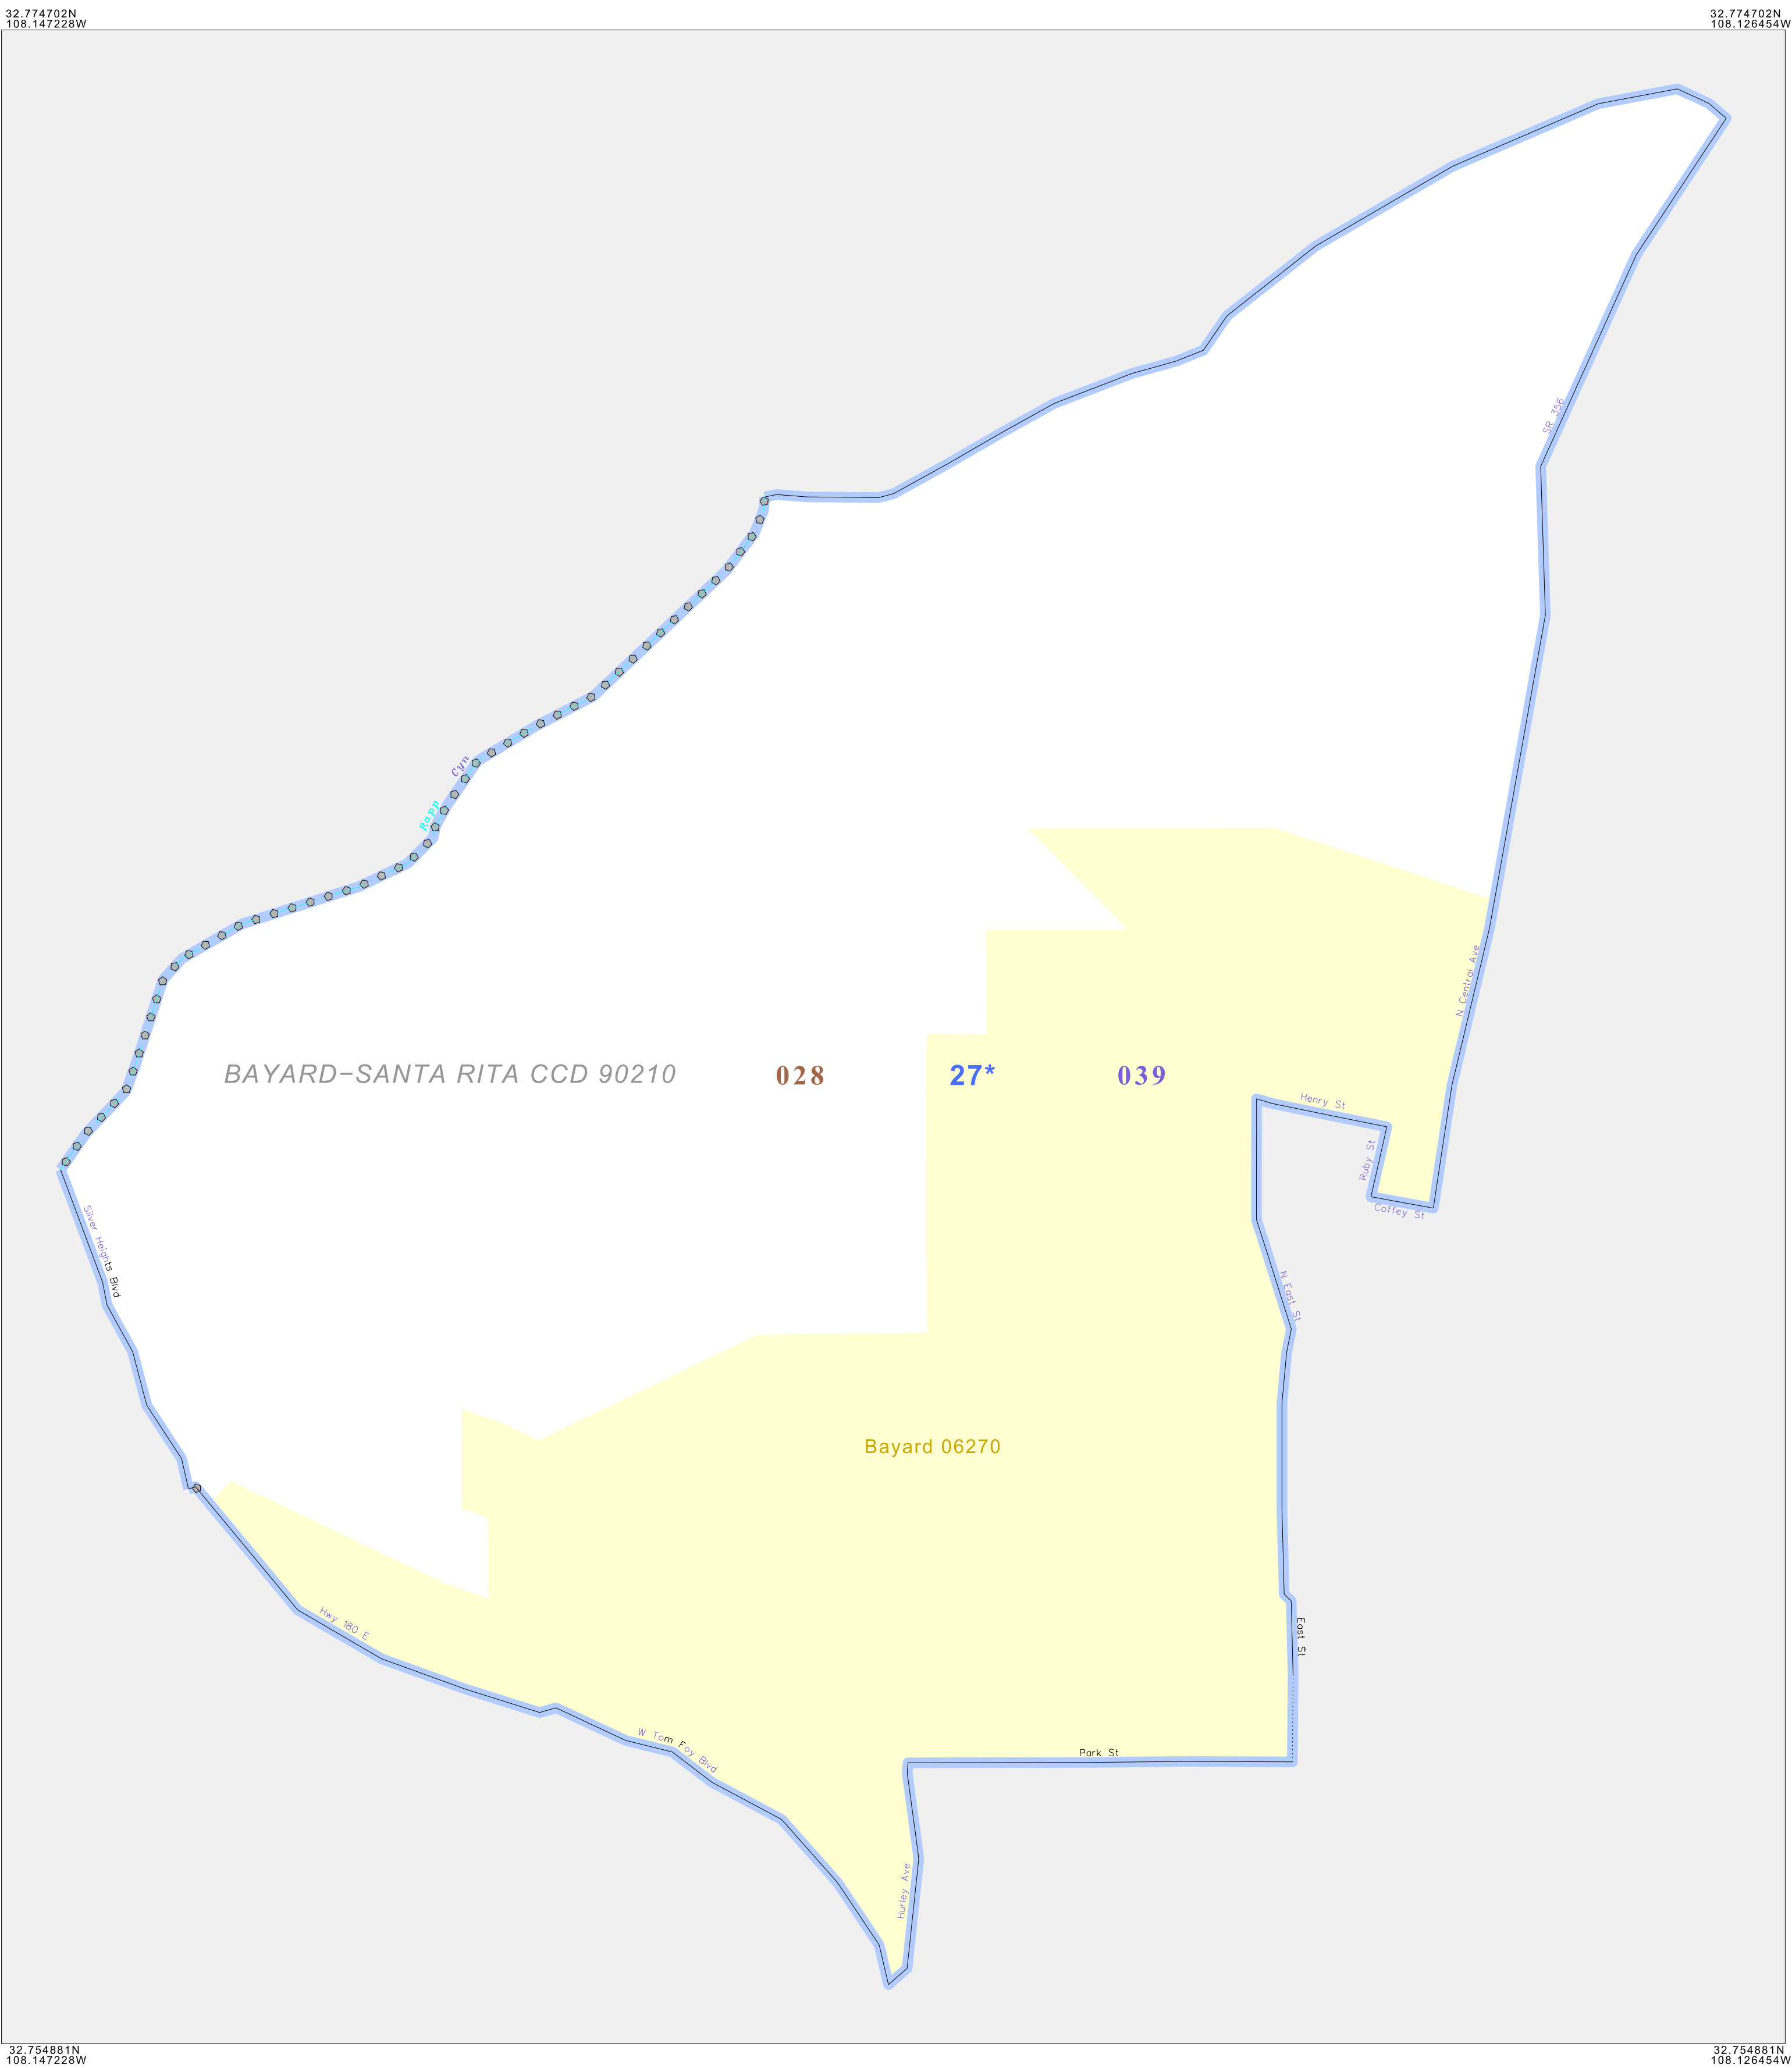 32.774702N
108.147228W
32.774702N
108.126454W
SR 356
Cyn
Rapp
N Central Ave
BAYARD-SANTA RITA CCD 90210
028
27*
039
Henry St
Ruby St
Coffey St
Silver Heights Blvd
N East St
Bayard 06270
Hwy 180 E
East St
W Tom Foy Blvd
Park St
Hurley Ave
32.754881N
108.147228W
32.754881N
108.126454W